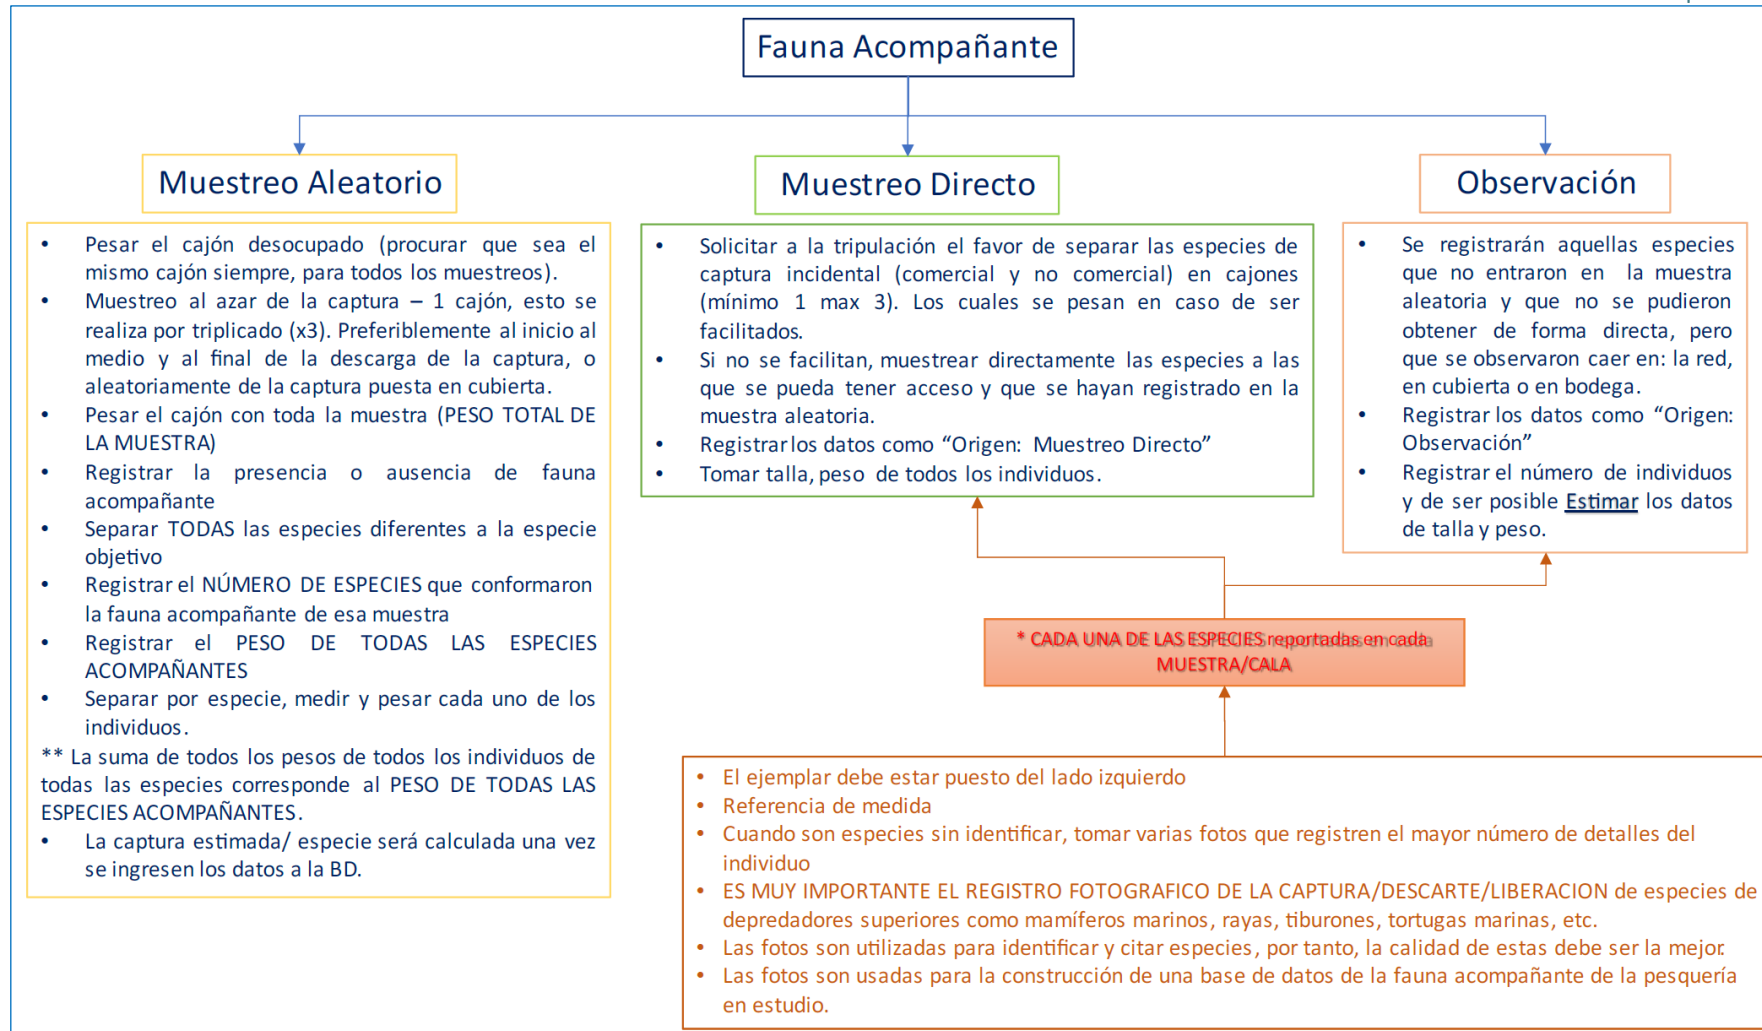 Fauna Acompañante
Muestreo Aleatorio
• Pesar el cajón desocupado (procurar que sea el
mismo cajón siempre, para todos los muestreos).
• Muestreo al azar de la captura – 1 cajón, esto se
realiza por triplicado (x3). Preferiblemente al inicio al
medio y al final de la descarga de la captura, o
aleatoriamente de la captura puesta en cubierta.
• Pesar el cajón con toda la muestra (PESO TOTAL DE
LA MUESTRA)
• Registrar la presencia o ausencia de fauna
acompañante
• Separar TODAS las especies diferentes a la especie
objetivo
• Registrar el NÚMERO DE ESPECIES que conformaron
la fauna acompañante de esa muestra
• Registrar el PESO DE TODAS LAS ESPECIES
ACOMPAÑANTES
• Separar por especie, medir y pesar cada uno de los
individuos.
** La suma de todos los pesos de todos los individuos de
todas las especies corresponde al PESO DE TODAS LAS
ESPECIES ACOMPAÑANTES.
• La captura estimada/ especie será calculada una vez
se ingresen los datos a la BD.
Muestreo Directo
• Solicitar a la tripulación el favor de separar las especies de
captura incidental (comercial y no comercial) en cajones
(mínimo 1 max 3). Los cuales se pesan en caso de ser
facilitados.
• Si no se facilitan, muestrear directamente las especies a las
que se pueda tener acceso y que se hayan registrado en la
muestra aleatoria.
• Registrar los datos como “Origen: Muestreo Directo”
• Tomar talla, peso de todos los individuos.
Observación
• Se registrarán aquellas especies
que no entraron en la muestra
aleatoria y que no se pudieron
obtener de forma directa, pero
que se observaron caer en: la red,
en cubierta o en bodega.
• Registrar los datos como “Origen:
Observación”
• Registrar el número de individuos
y de ser posible Estimar los datos
de talla y peso.
* CADA UNA DE LAS ESPECIES reportadas en cada
MUESTRA/CALA
• El ejemplar debe estar puesto del lado izquierdo
• Referencia de medida
• Cuando son especies sin identificar, tomar varias fotos que registren el mayor número de detalles del
individuo
• ES MUY IMPORTANTE EL REGISTRO FOTOGRAFICO DE LA CAPTURA/DESCARTE/LIBERACION de especies de
depredadores superiores como mamíferos marinos, rayas, tiburones, tortugas marinas, etc.
• Las fotos son utilizadas para identificar y citar especies, por tanto, la calidad de estas debe ser la mejor.
• Las fotos son usadas para la construcción de una base de datos de la fauna acompañante de la pesquería
en estudio.